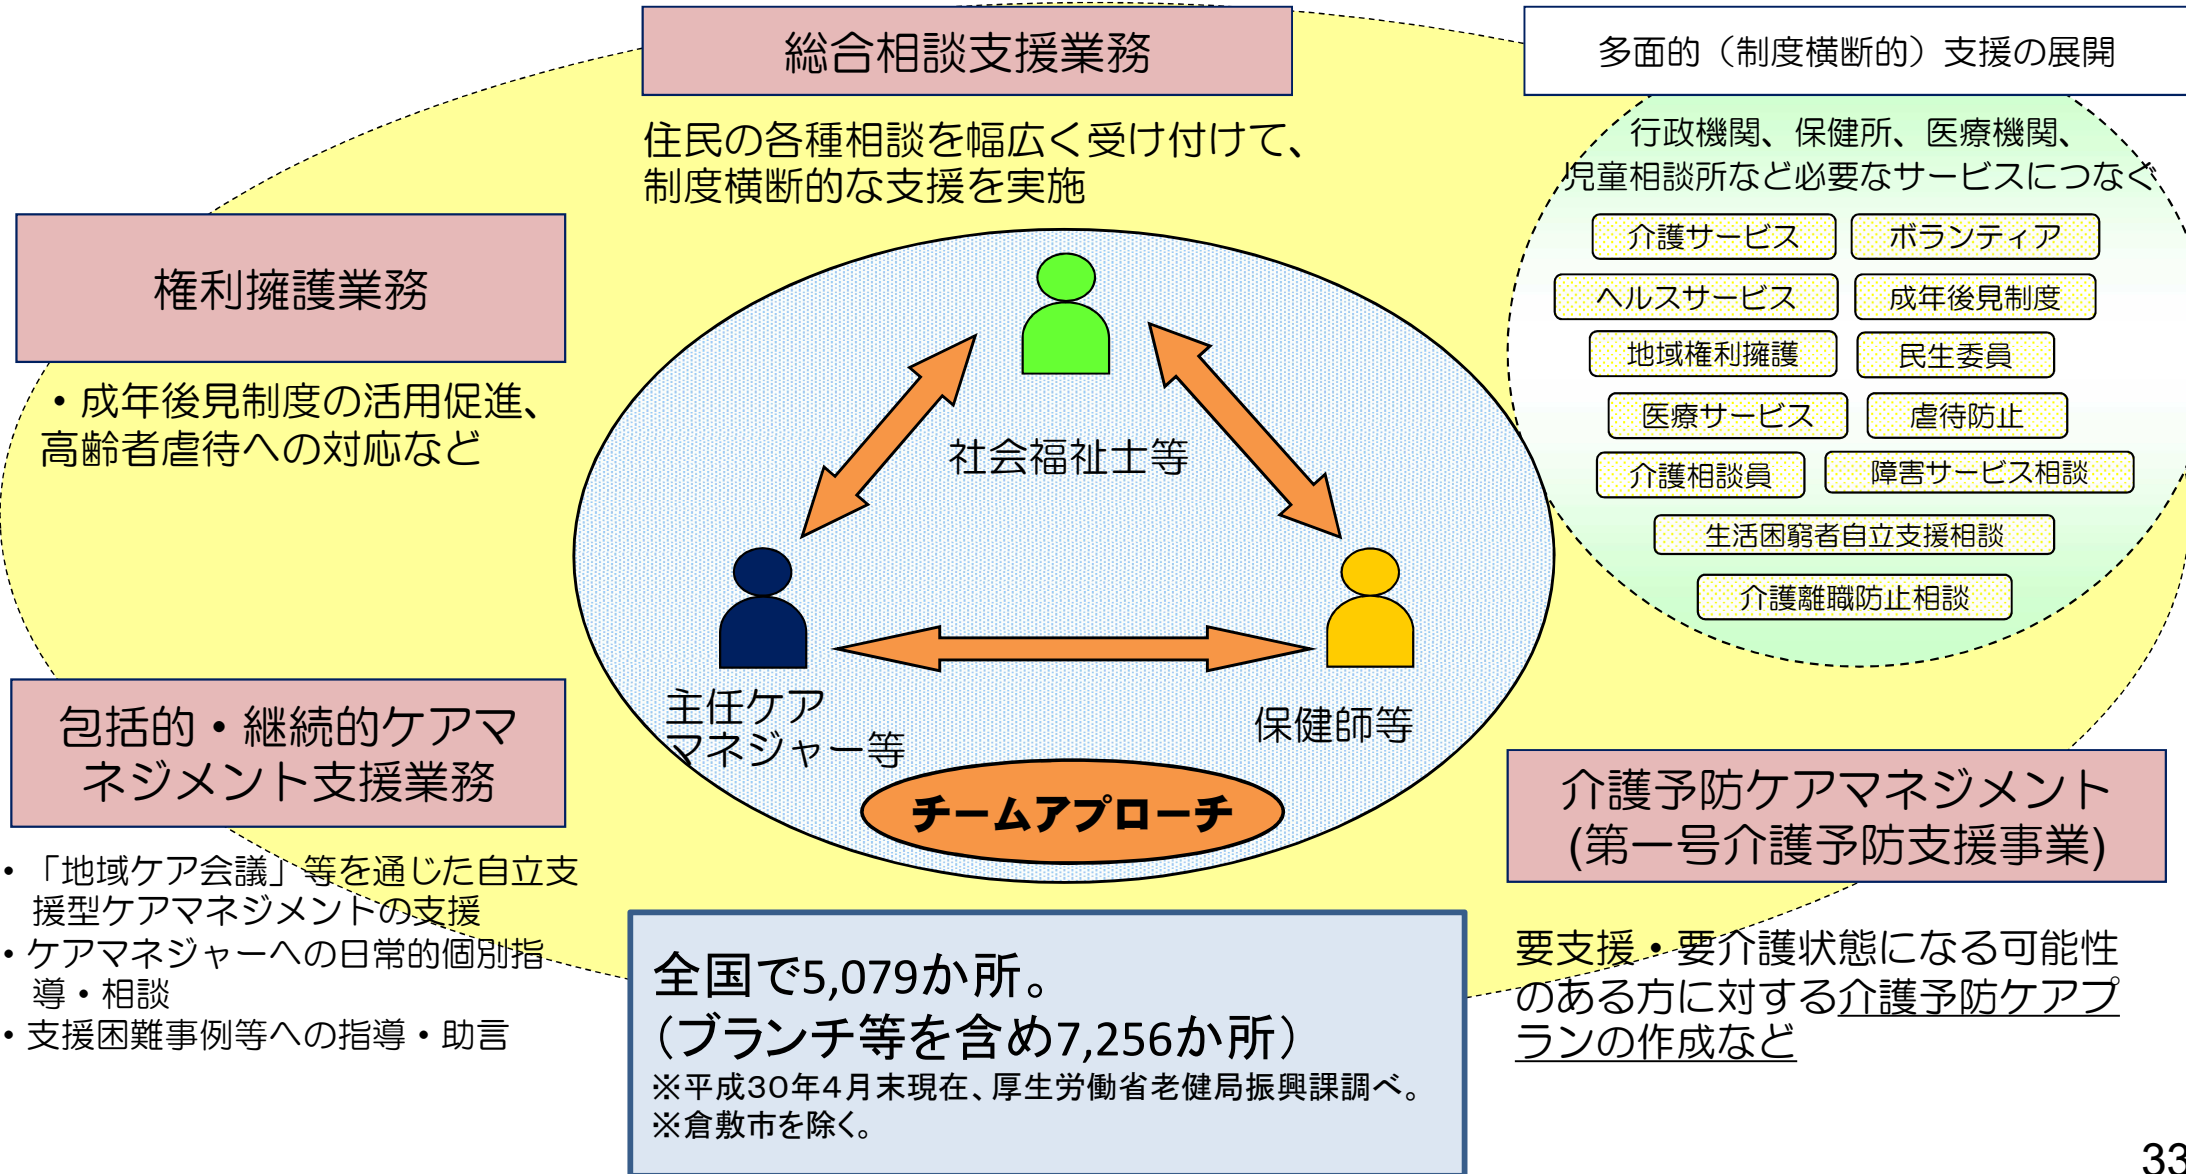 総合相談支援業務
住民の各種相談を幅広く受け付けて、
制度横断的な支援を実施
多面的（制度横断的）支援の展開
行政機関、保健所、医療機関、
児童相談所など必要なサービスにつなぐ
介護サービス
ボランティア
ヘルスサービス
成年後見制度
地域権利擁護
民生委員
医療サービス
虐待防止
介護相談員
障害サービス相談
生活困窮者自立支援相談
介護離職防止相談
権利擁護業務
・成年後見制度の活用促進、
高齢者虐待への対応など
社会福祉士等
主任ケア
マネジャー等
保健師等
チームアプローチ
包括的・継続的ケアマ
ネジメント支援業務
・「地域ケア会議」等を通じた自立支
援型ケアマネジメントの支援
・ケアマネジャーへの日常的個別指
導・相談
・支援困難事例等への指導・助言
全国で5,079か所。
（ブランチ等を含め7,256か所）
※平成30年4月末現在、厚生労働省老健局振興課調べ。
※倉敷市を除く。
介護予防ケアマネジメント
(第一号介護予防支援事業)
要支援・要介護状態になる可能性
のある方に対する介護予防ケアプ
ランの作成など
33